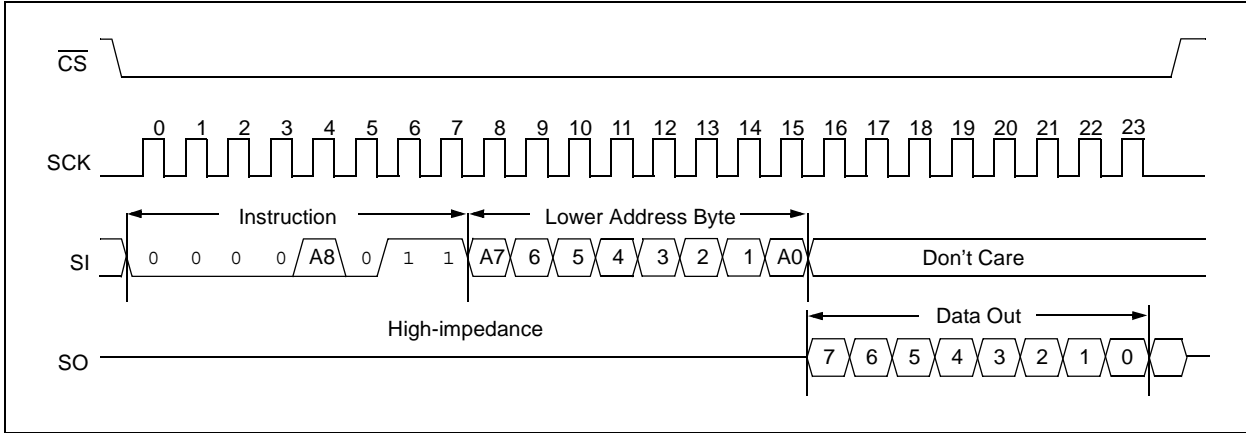 CS
0 1 2 3 4 5 6 7 8 9 10 11 12 13 14 15 16 17 18 19 20 21 22 23
SCK
Instruction Lower Address Byte
SI 0 0 0 0 A8 0 1 1 A7 6 5 4 3 2 1 A0 Don't Care
Data Out
High-impedance
SO 7 6 5 4 3 2 1 0